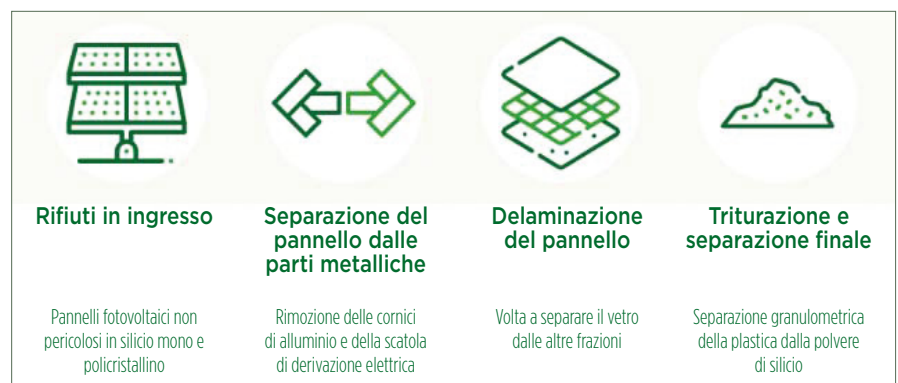 Rifiuti in ingresso
Pannelli fotovoltaici non
pericolosi in silicio mono e
policristallino
Separazione del
pannello dalle
parti metalliche
Rimozione delle cornici
di alluminio e della scatola
di derivazione elettrica
Delaminazione
del pannello
Volta a separare il vetro
dalle altre frazioni
Triturazione e
separazione finale
Separazione granulometrica
della plastica dalla polvere
di silicio